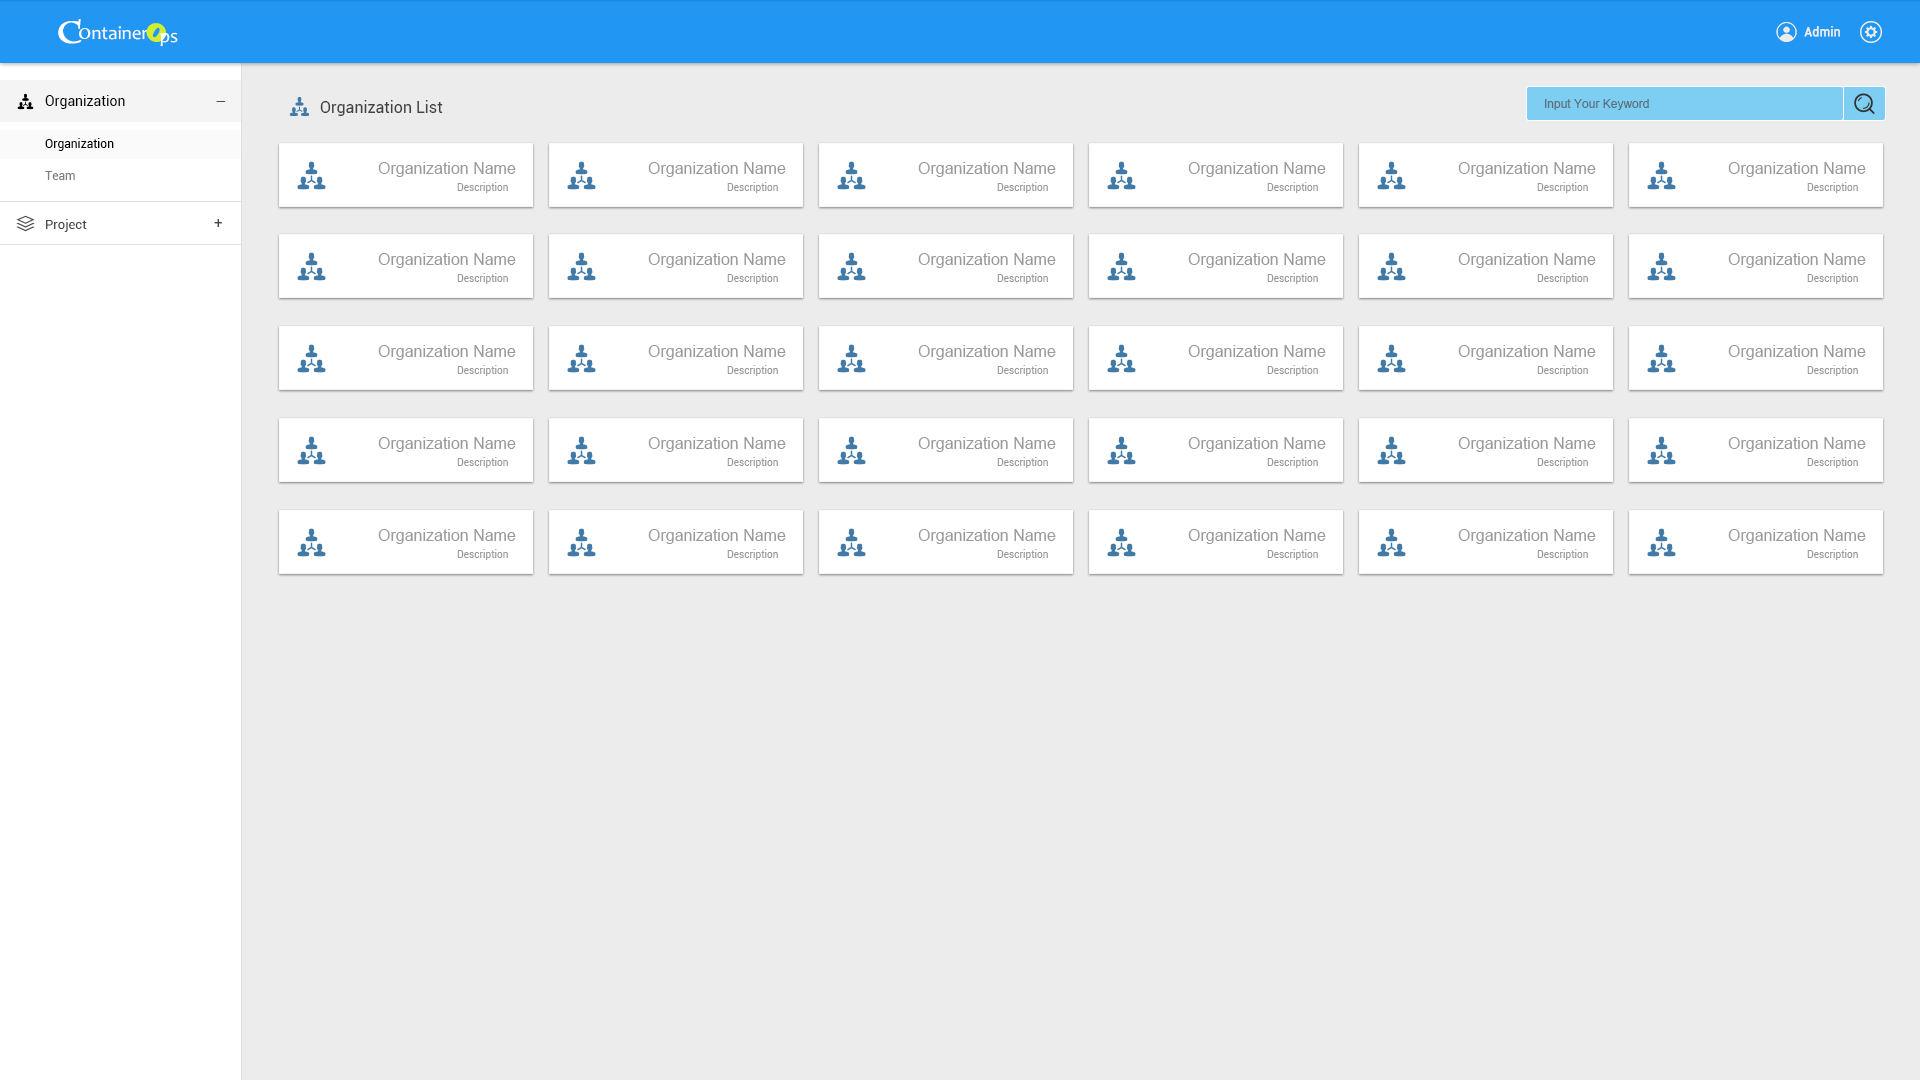 ContainerOps
Admin
Organization
Organization
Team
Project
Organization List
Input Your Keyword
Organization Name Organization Name Organization Name Organization Name Organization Name Organization Name
Description Description Description Description Description Description
Organization Name Organization Name Organization Name Organization Name Organization Name Organization Name
Description Description Description Description Description Description
Organization Name Organization Name Organization Name Organization Name Organization Name Organization Name
Description Description Description Description Description Description
Organization Name Organization Name Organization Name Organization Name Organization Name Organization Name
Description Description Description Description Description Description
Organization Name Organization Name Organization Name Organization Name Organization Name Organization Name
Description Description Description Description Description Description